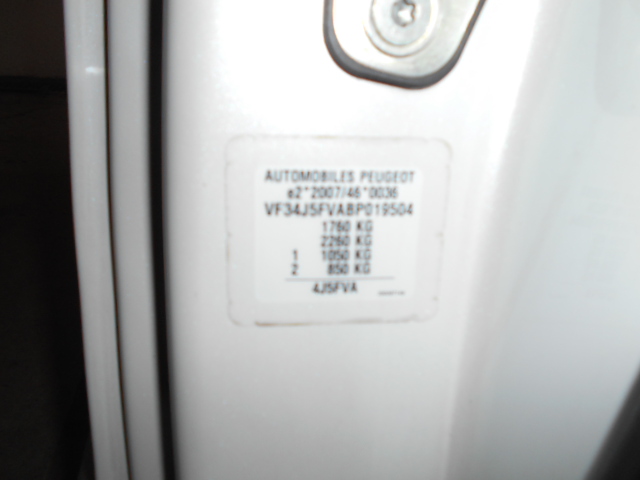 AUTOMOBILES PEUGEOT
e2*2007/46*0036
VF34J5FVABP019504
1760 KG
2260 KG
1 1050 KG
2 850 KG
4J5FVA